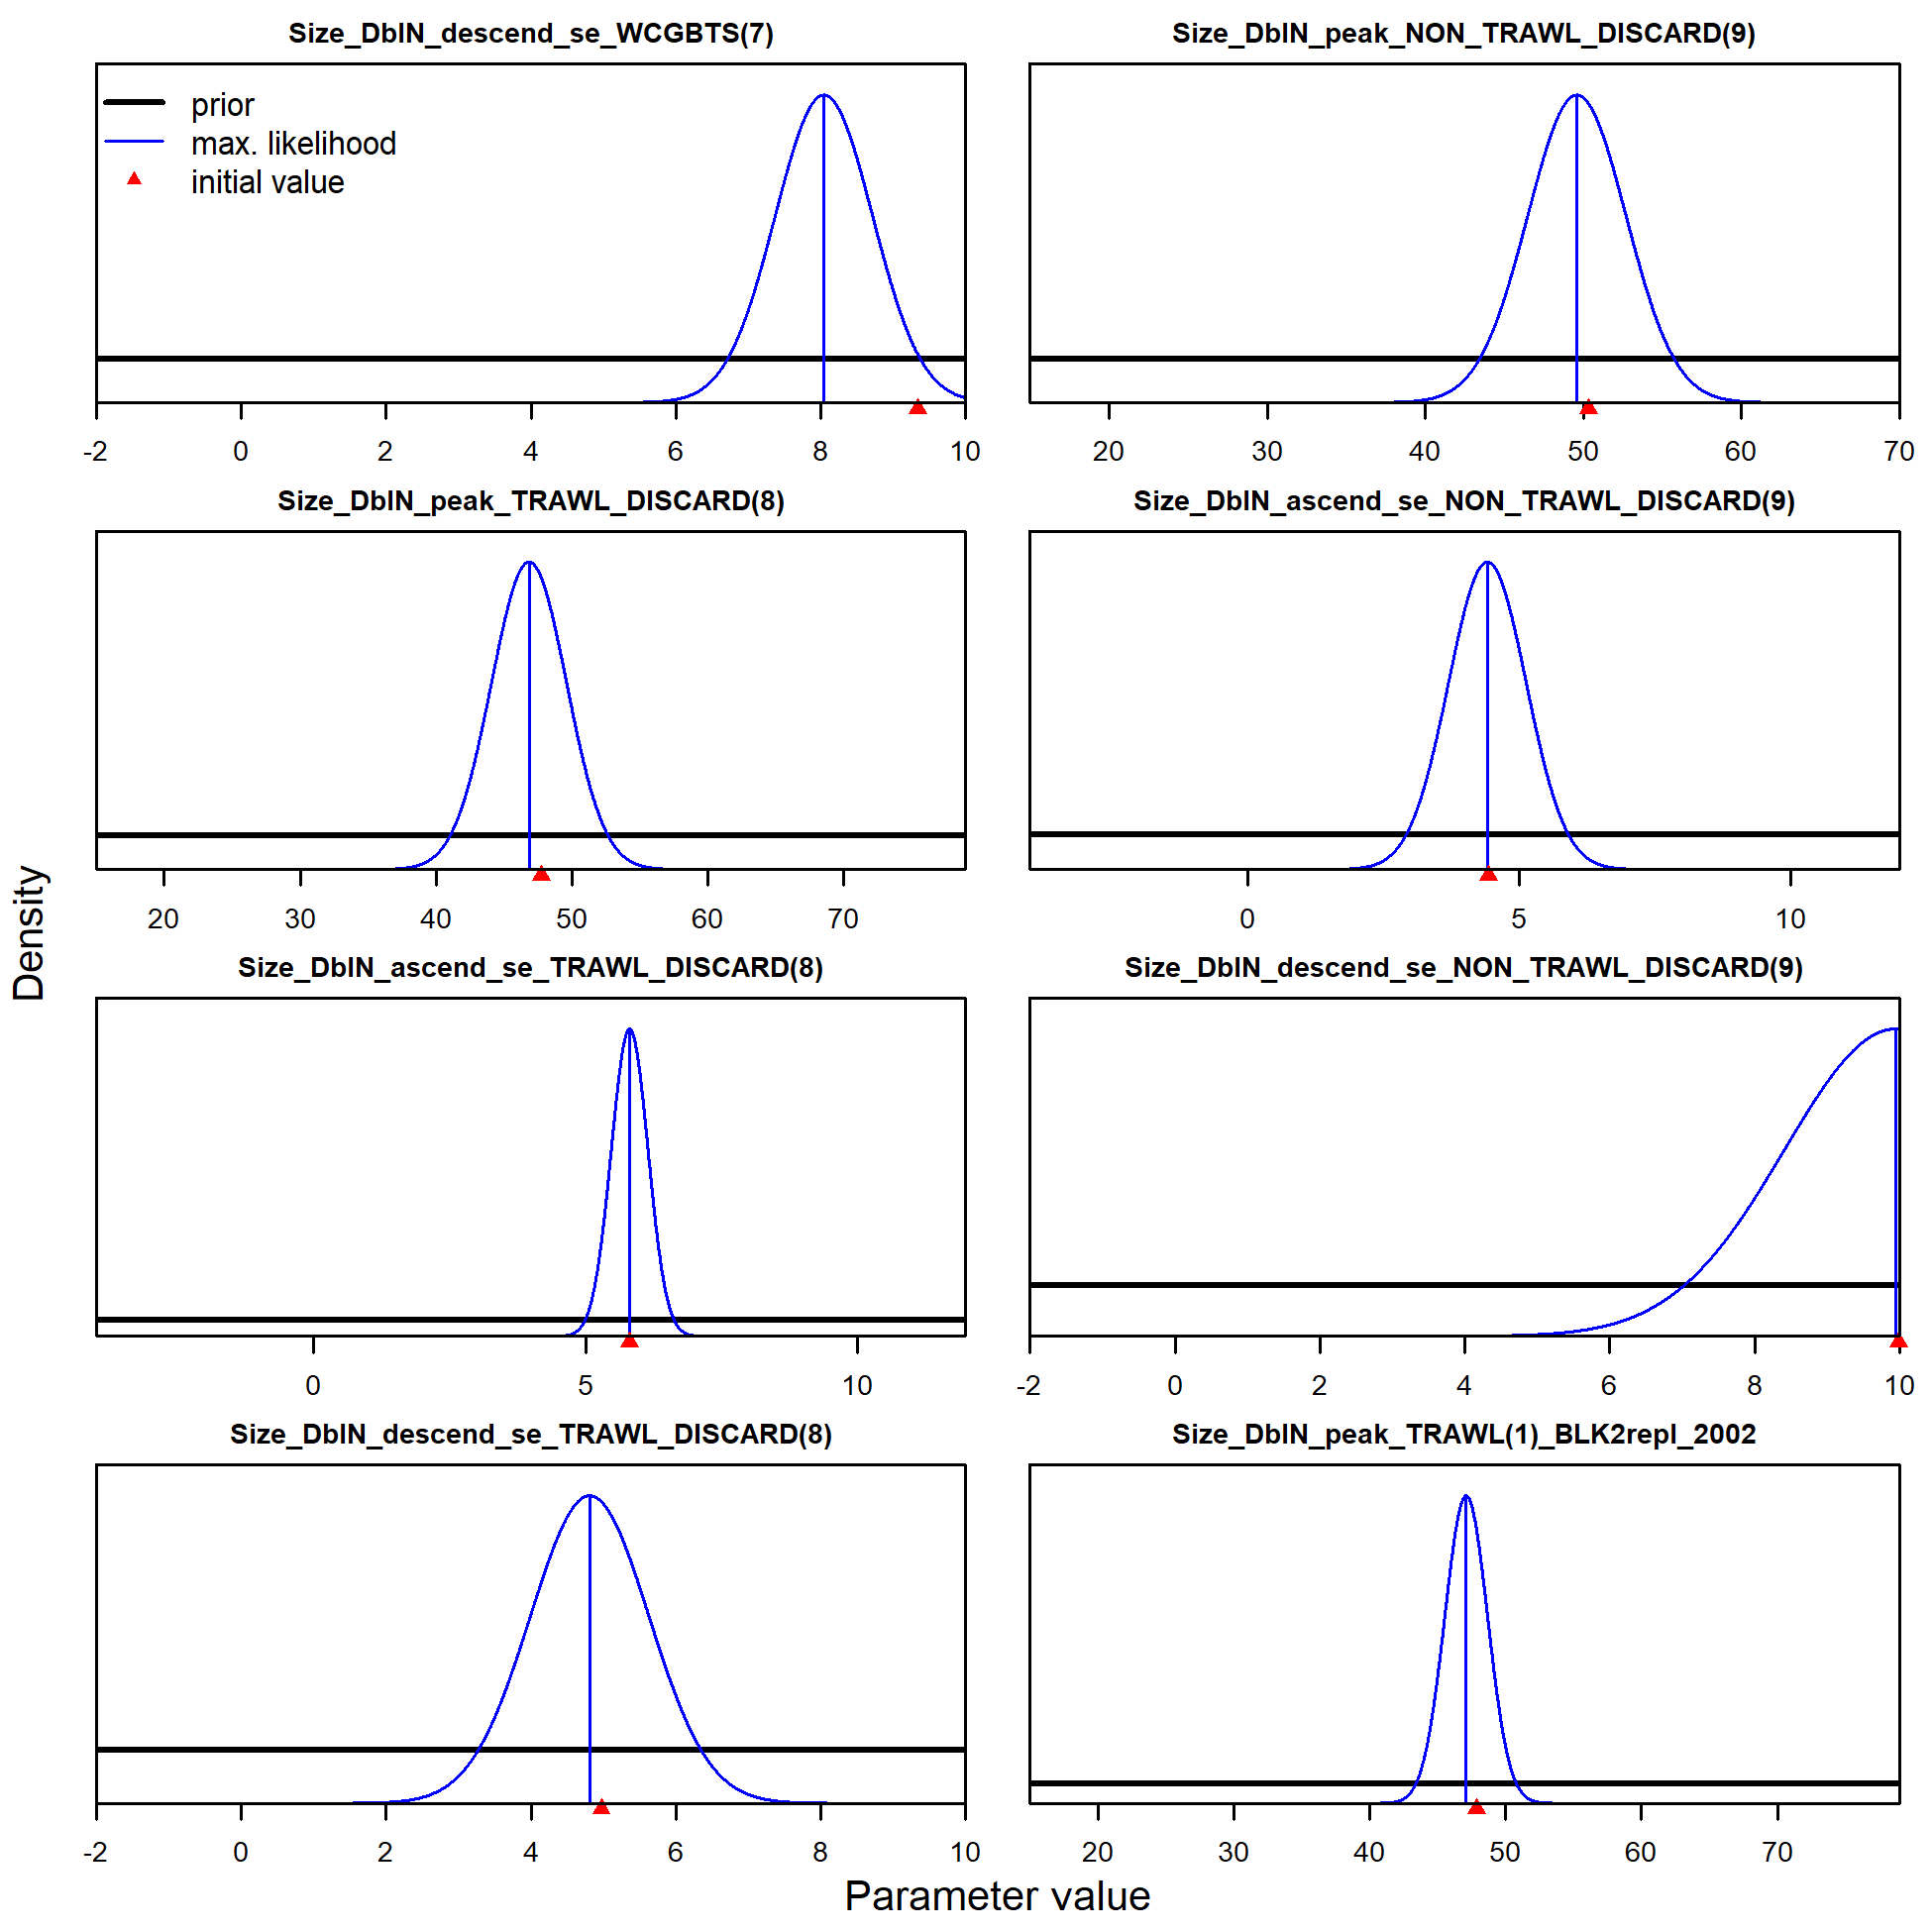 Size_DblN_descend_se_WCGBTS(7)
prior
max. likelihood
initial value
-2 0 2 4 6 8 10
Size_DblN_peak_NON_TRAWL_DISCARD(9)
20 30 40 50 60 70
Size_DblN_peak_TRAWL_DISCARD(8)
20 30 40 50 60 70
Size_DblN_ascend_se_NON_TRAWL_DISCARD(9)
0 5 10
Size_DblN_ascend_se_TRAWL_DISCARD(8)
0 5 10
Size_DblN_descend_se_NON_TRAWL_DISCARD(9)
-2 0 2 4 6 8 10
Size_DblN_descend_se_TRAWL_DISCARD(8)
-2 0 2 4 6 8 10
Size_DblN_peak_TRAWL(1)_BLK2repl_2002
20 30 40 50 60 70
Density
Parameter value